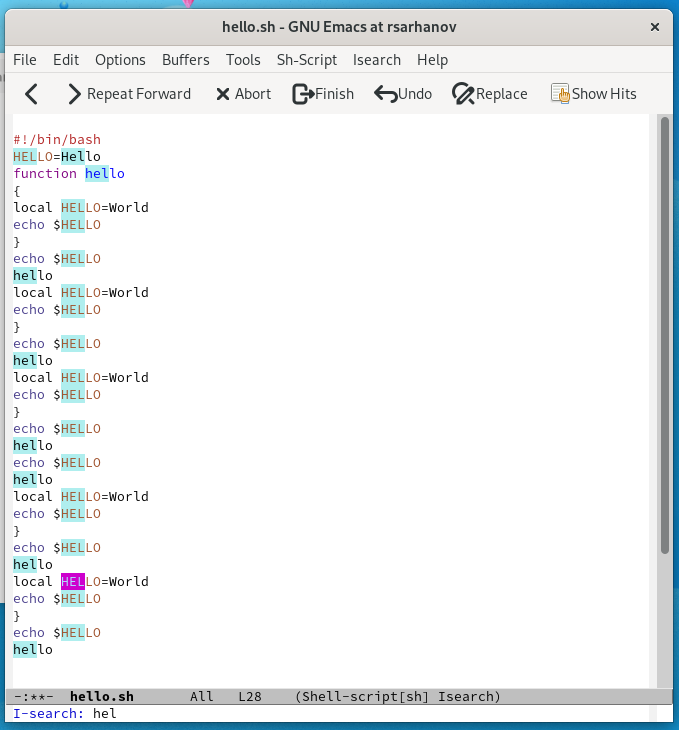 hello.sh - GNU Emacs at rsarhanov
File Edit Options Buffers Tools Sh-Script Isearch Help
Repeat Forward Abort Finish Undo Replace Show Hits
#!/bin/bash
HELLO=Hello
function hello
{
local HELLO=World
echo $HELLO
}
echo $HELLO
hello
local HELLO=World
echo $HELLO
}
echo $HELLO
hello
local HELLO=World
echo $HELLO
}
echo $HELLO
hello
echo $HELLO
hello
local HELLO=World
echo $HELLO
}
echo $HELLO
hello
local HELLO=World
echo $HELLO
}
echo $HELLO
hello
-:**- hello.sh All L28 (Shell-script[sh] Isearch)
I-search: hel